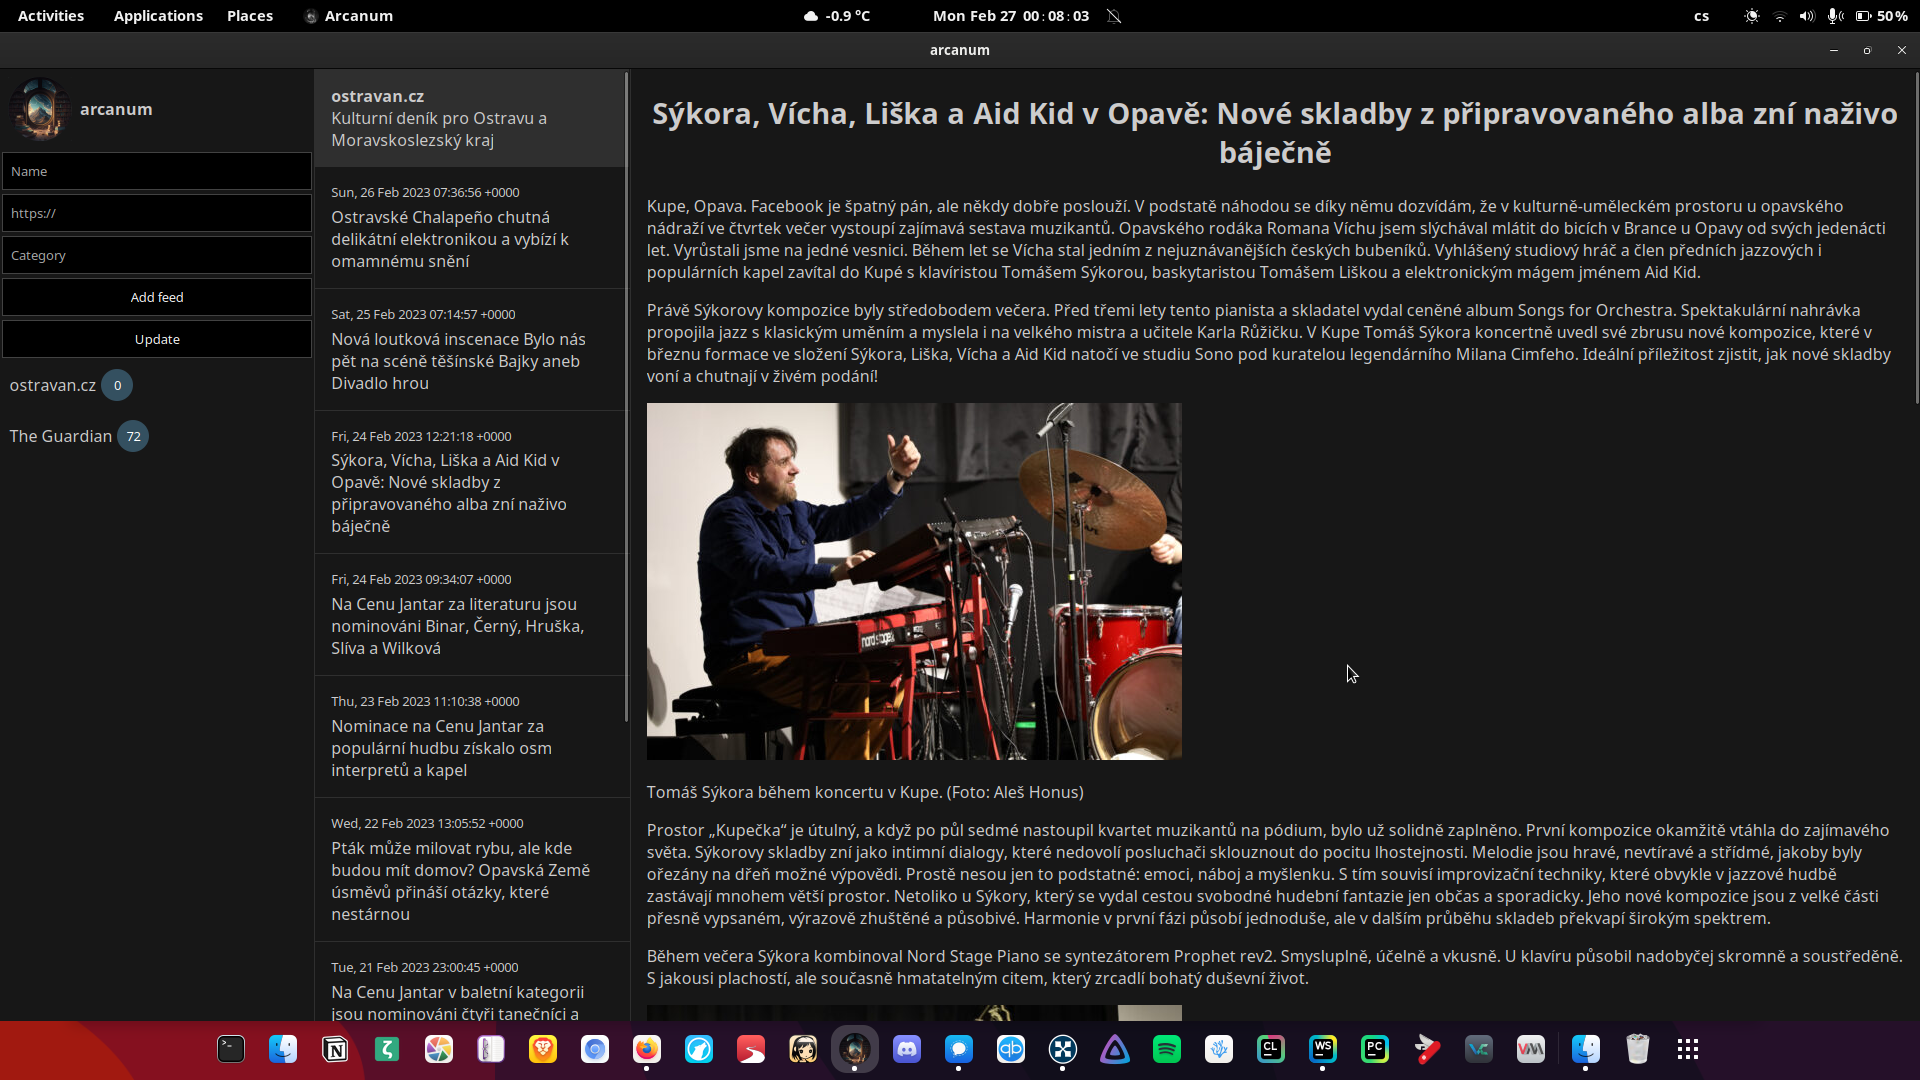 Activities
Applications
Places
Arcanum
-0.9 °C
Mon Feb 27 00:08:03
cs
50%
arcanum
arcanum
Name
https://
Category
Add feed
Update
ostravan.cz 0
The Guardian 72
ostravan.cz
Kulturní deník pro Ostravu a
Moravskoslezský kraj
Sun, 26 Feb 2023 07:36:56 +0000
Ostravské Chalapeño chutná
delikátní elektronikou a vybízí k
omamnému snění
Sat, 25 Feb 2023 07:14:57 +0000
Nová loutková inscenace Bylo nás
pět na scéně těšínské Bajky aneb
Divadlo hrou
Fri, 24 Feb 2023 12:21:18 +0000
Sýkora, Vícha, Liška a Aid Kid v
Opavě: Nové skladby z
připravovaného alba zní naživo
báječně
Fri, 24 Feb 2023 09:34:07 +0000
Na Cenu Jantar za literaturu jsou
nominováni Binar, Černý, Hruška,
Slíva a Wilková
Thu, 23 Feb 2023 11:10:38 +0000
Nominace na Cenu Jantar za
populární hudbu získalo osm
interpretů a kapel
Wed, 22 Feb 2023 13:05:52 +0000
Pták může milovat rybu, ale kde
budou mít domov? Opavská Země
úsměvů přináší otázky, které
nestárnou
Tue, 21 Feb 2023 23:00:45 +0000
Na Cenu Jantar v baletní kategorii
jsou nominováni čtyři tanečníci a
Sýkora, Vícha, Liška a Aid Kid v Opavě: Nové skladby z připravovaného alba zní naživo
báječně
Kupe, Opava. Facebook je špatný pán, ale někdy dobře poslouží. V podstatě náhodou se díky němu dozvídám, že v kulturně-uměleckém prostoru u opavského
nádraží ve čtvrtek večer vystoupí zajímavá sestava muzikantů. Opavského rodáka Romana Víchu jsem slýchával mlátit do bicích v Brance u Opavy od svých jedenácti
let. Vyrůstali jsme na jedné vesnici. Během let se Vícha stal jedním z nejuznávanějších českých bubeníků. Vyhlášený studiový hráč a člen předních jazzových i
populárních kapel zavítal do Kupé s klavíristou Tomášem Sýkorou, baskytaristou Tomášem Liškou a elektronickým mágem jménem Aid Kid.
Právě Sýkorovy kompozice byly středobodem večera. Před třemi lety tento pianista a skladatel vydal ceněné album Songs for Orchestra. Spektakulární nahrávka
propojila jazz s klasickým uměním a myslela i na velkého mistra a učitele Karla Růžičku. V Kupe Tomáš Sýkora koncertně uvedl své zbrusu nové kompozice, které v
březnu formace ve složení Sýkora, Liška, Vícha a Aid Kid natočí ve studiu Sono pod kuratelou legendárního Milana Cimfeho. Ideální příležitost zjistit, jak nové skladby
voní a chutnají v živém podání!
nord stage
Tomáš Sýkora během koncertu v Kupe. (Foto: Aleš Honus)
Prostor „Kupečka“ je útulný, a když po půl sedmé nastoupil kvartet muzikantů na pódium, bylo už solidně zaplněno. První kompozice okamžitě vtáhla do zajímavého
světa. Sýkorovy skladby zní jako intimní dialogy, které nedovolí posluchači sklouznout do pocitu lhostejnosti. Melodie jsou hravé, nevtíravé a střídmé, jakoby byly
ořezány na dřeň možné výpovědi. Prostě nesou jen to podstatné: emoci, náboj a myšlenku. S tím souvisí improvizační techniky, které obvykle v jazzové hudbě
zastávají mnohem větší prostor. Netoliko u Sýkory, který se vydal cestou svobodné hudební fantazie jen občas a sporadicky. Jeho nové kompozice jsou z velké části
přesně vypsaném, výrazově zhuštěné a působivé. Harmonie v první fázi působí jednoduše, ale v dalším průběhu skladeb překvapí širokým spektrem.
Během večera Sýkora kombinoval Nord Stage Piano se syntezátorem Prophet rev2. Smysluplně, účelně a vkusně. U klavíru působil nadobyčej skromně a soustředěně.
S jakousi plachostí, ale současně hmatatelným citem, který zrcadlí bohatý duševní život.
qb
CL
WS
PC